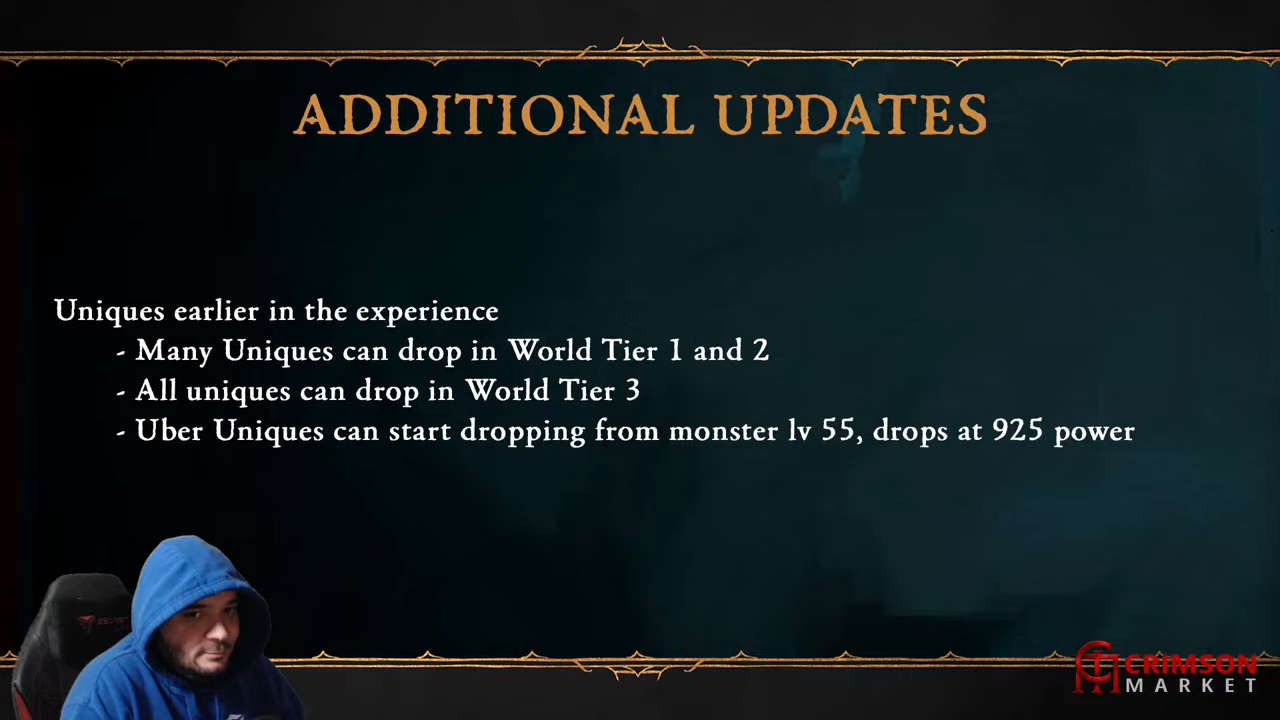 ADDITIONAL UPDATES
Uniques earlier in the experience
- Many Uniques can drop in World Tier 1 and 2
- All uniques can drop in World Tier 3
- Uber Uniques can start dropping from monster lv 55, drops at 925 power
CRIMSON
MARKET